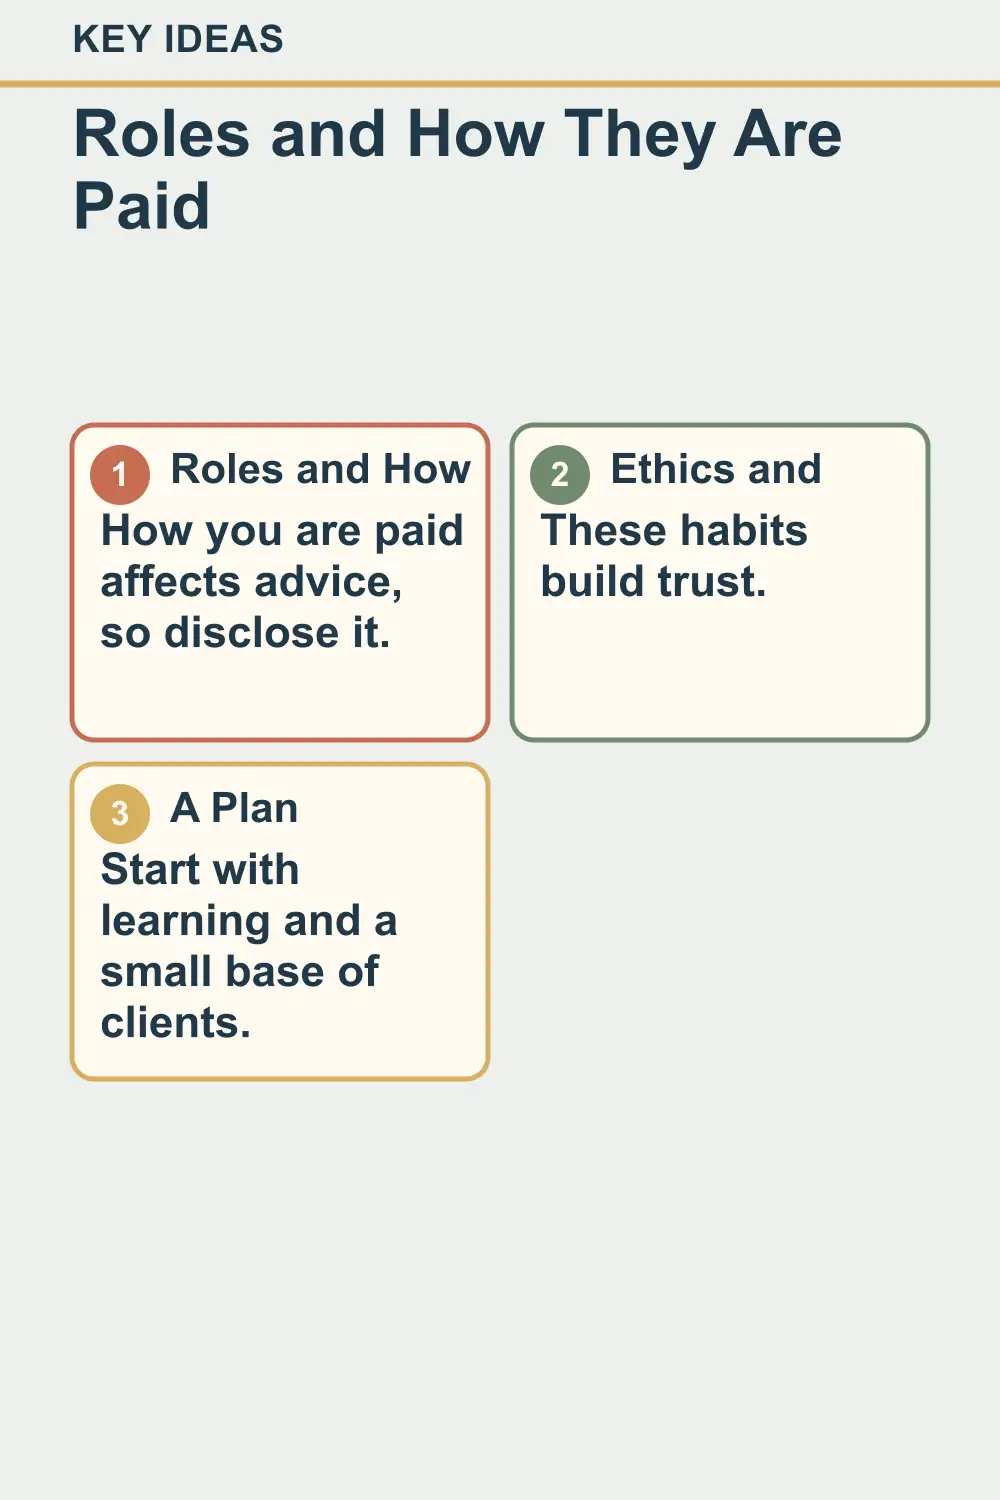 KEY IDEAS
Roles and How They Are
Paid
1 Roles and How
How you are paid
affects advice,
so disclose it.
2 Ethics and
These habits
build trust.
3 A Plan
Start with
learning and a
small base of
clients.